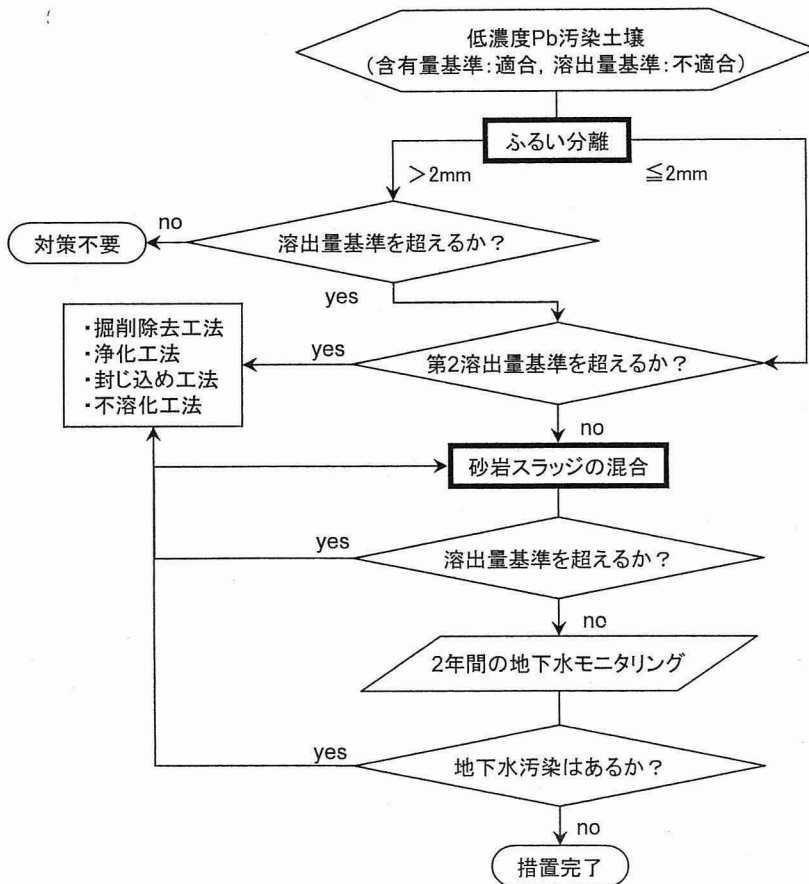 低濃度Pb汚染土壌
(含有量基準:適合, 溶出量基準:不適合)
ふるい分離
>2mm
≦2mm
溶出量基準を超えるか?
no
対策不要
yes
第2溶出量基準を超えるか?
yes
・掘削除去工法
・浄化工法
・封じ込め工法
・不溶化工法
no
砂岩スラッジの混合
溶出量基準を超えるか?
yes
no
2年間の地下水モニタリング
地下水汚染はあるか?
yes
no
措置完了